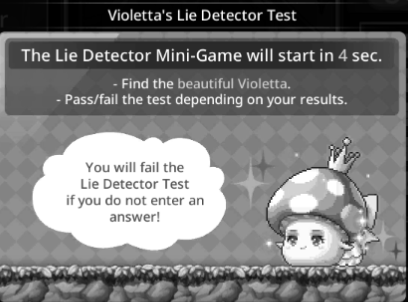 Violetta's Lie Detector Test
The Lie Detector Mini-Game will start in 4 sec.
- Find the beautiful Violetta.
- Pass/fail the test depending on your results.
You will fail the
Lie Detector Test
if you do not enter an
answer!